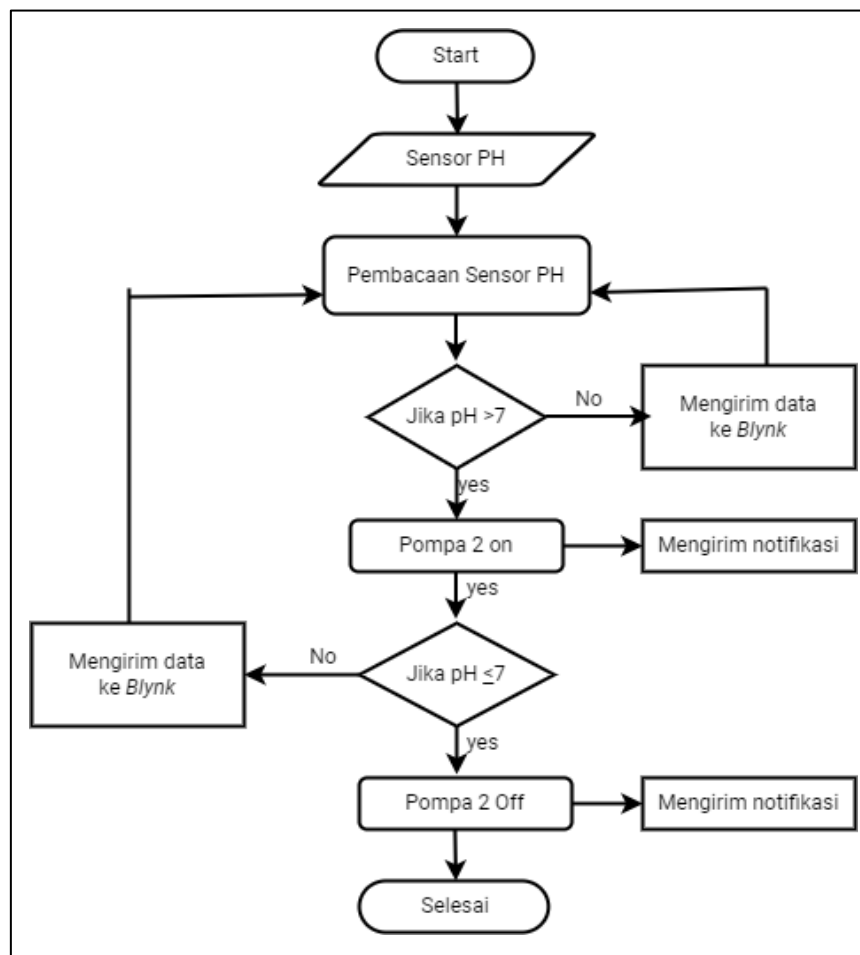 Start
Sensor PH
Pembacaan Sensor PH
Jika pH >7
No
Mengirim data
ke Blynk
yes
Pompa 2 on
Mengirim notifikasi
yes
Mengirim data
ke Blynk
No
Jika pH ≤7
yes
Pompa 2 Off
Mengirim notifikasi
Selesai